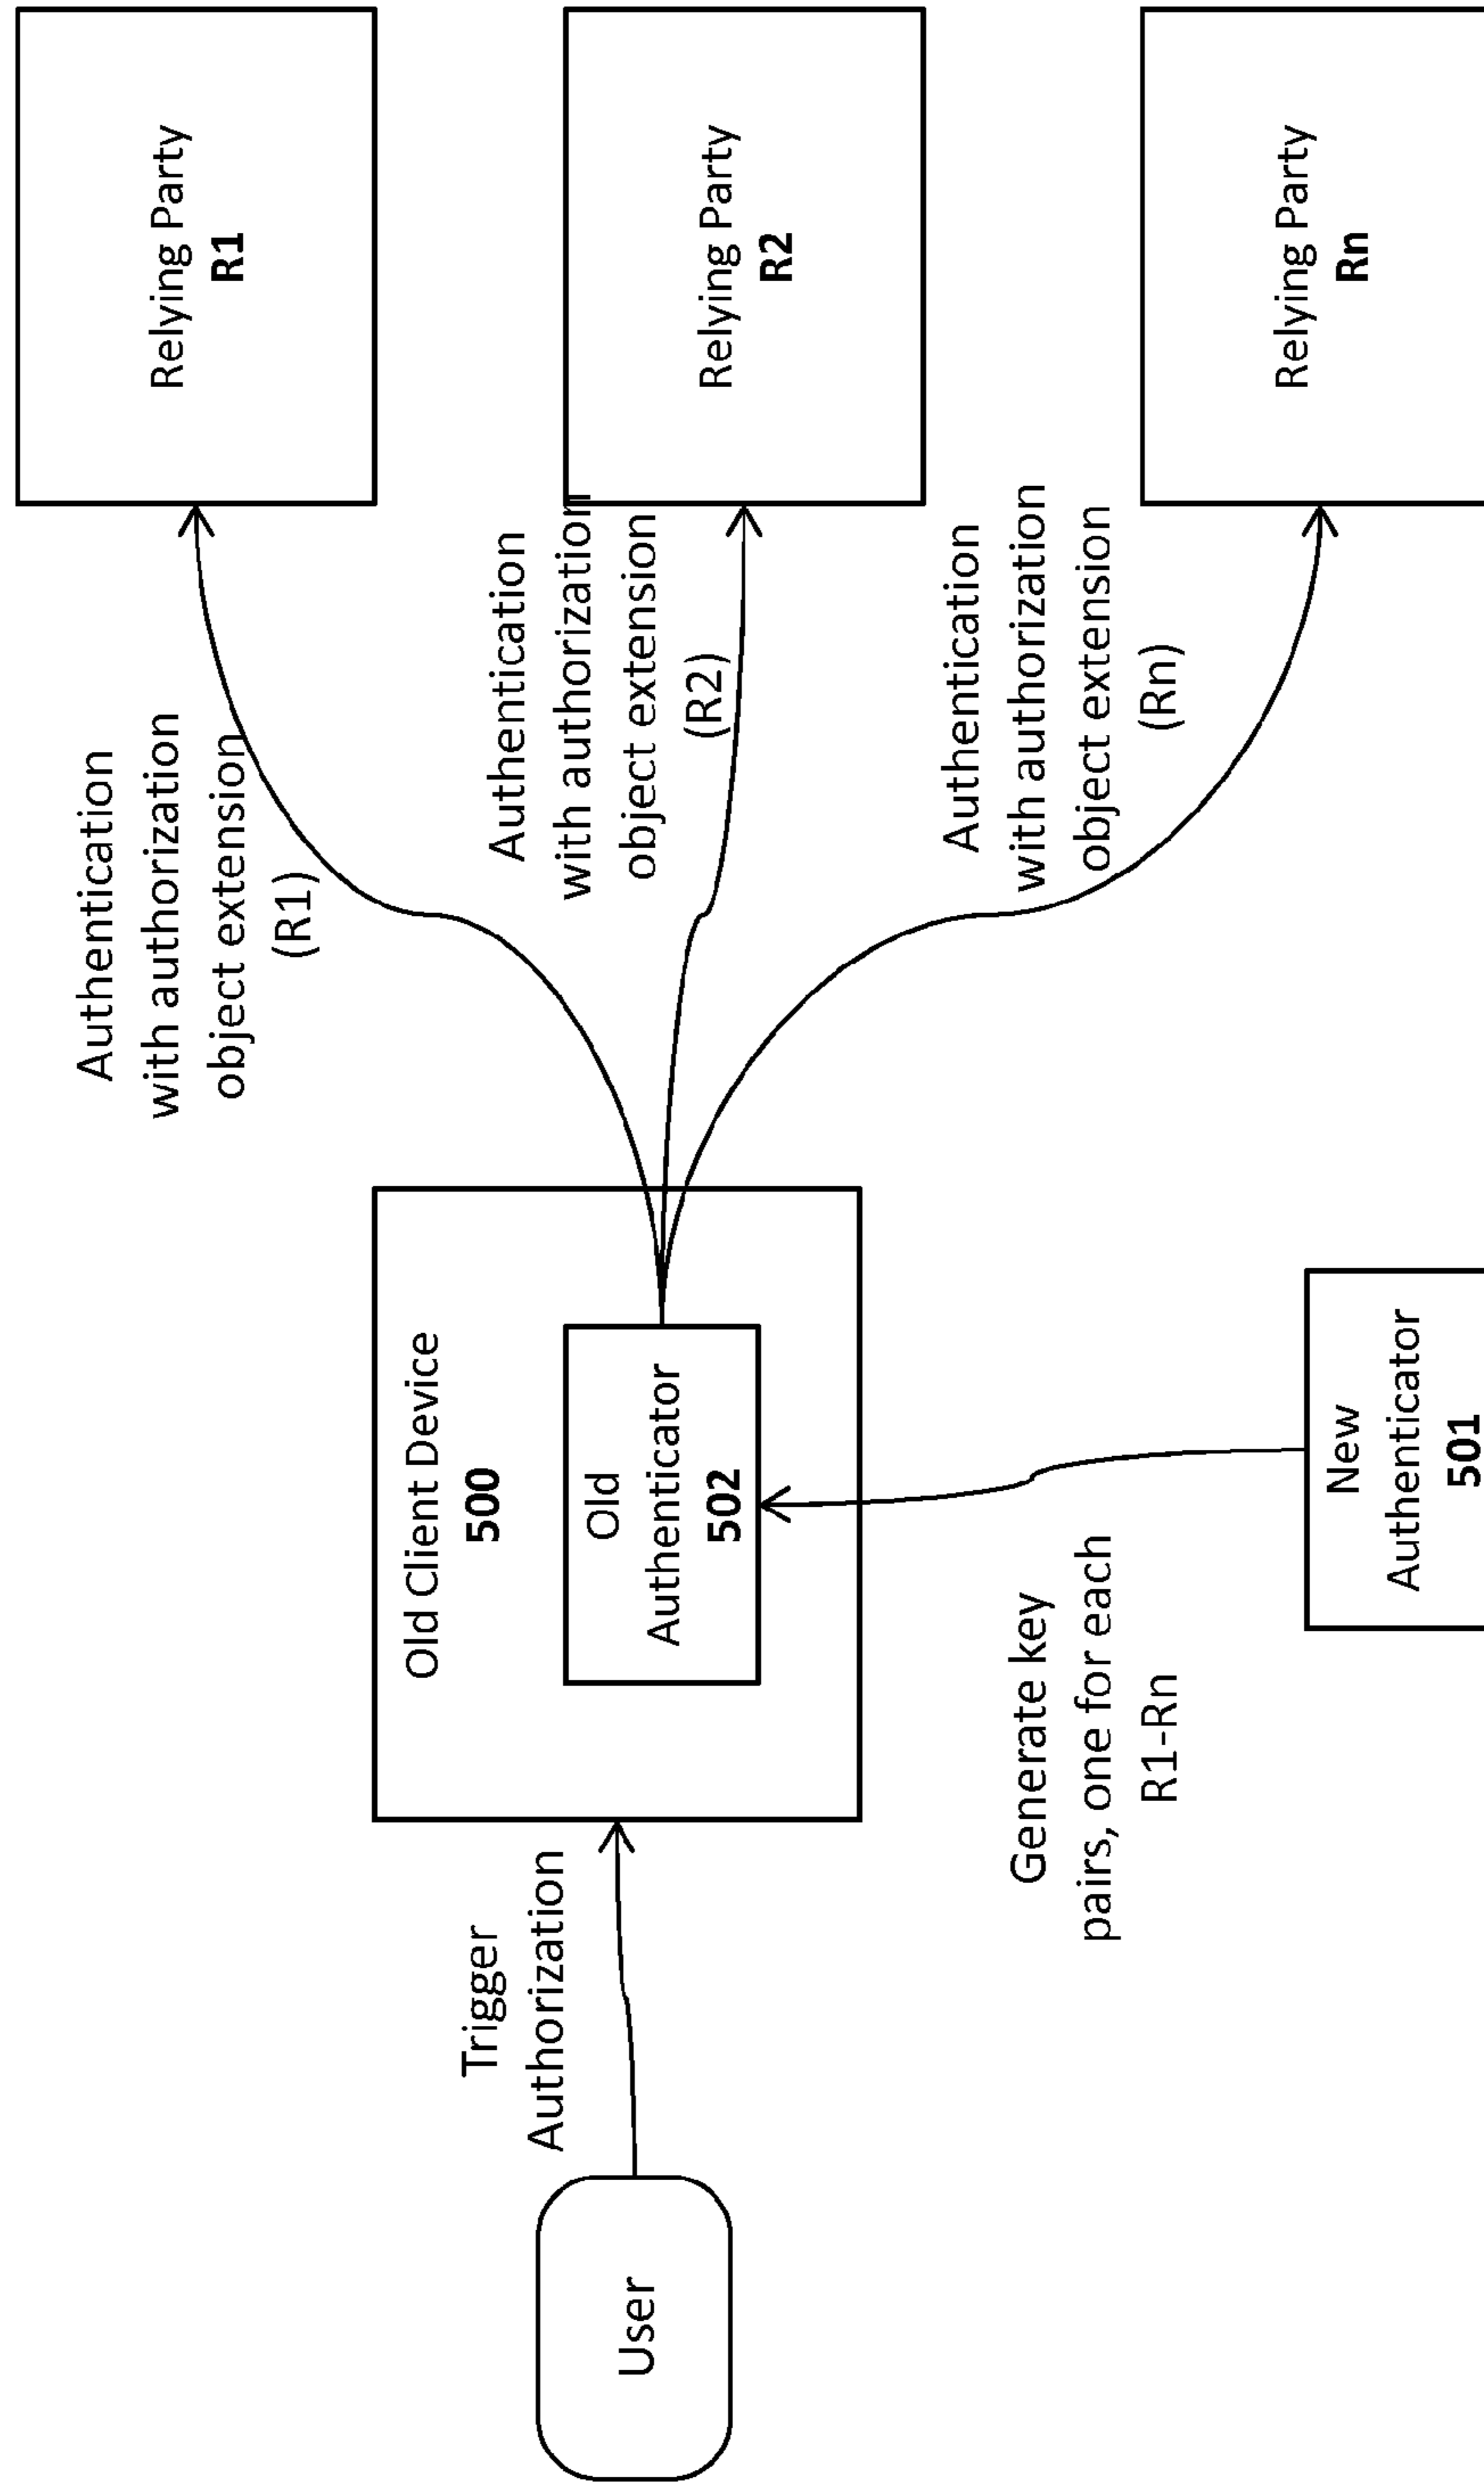 Relying Party
R1
Relying Party
R2
Relying Party
Rn
Authentication
with authorization
object extension
(R1)
Authentication
with authorization
object extension
(R2)
Authentication
with authorization
object extension
(Rn)
Old Client Device
500
Old
Authenticator
502
New
Authenticator
501
Generate key
pairs, one for each
R1-Rn
Trigger
Authorization
User